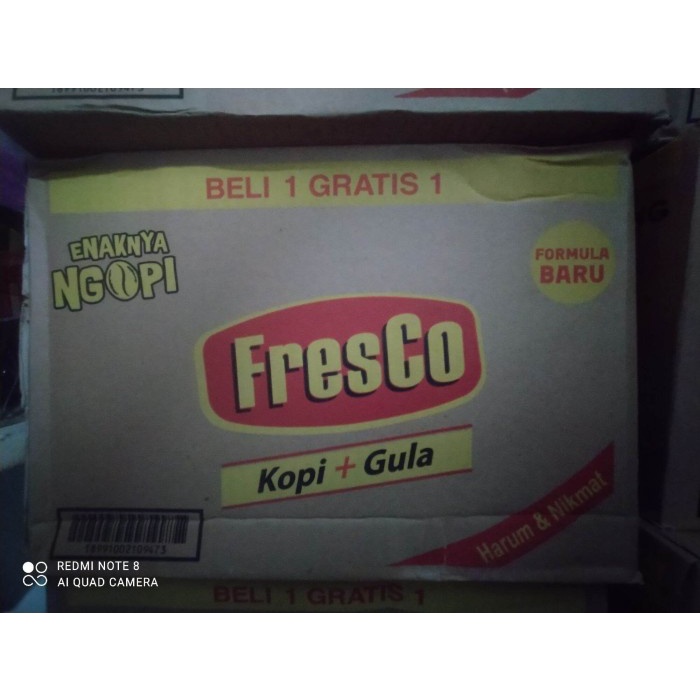 BELI 1 GRATIS 1
ENAKNYA
NGOPI
FORMULA
BARU
FresCo
Kopi + Gula
Harum & Nikmat
REDMI NOTE 8
AI QUAD CAMERA
BELI 1 GRATIS 1